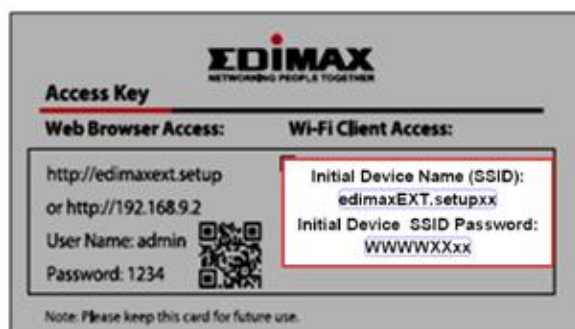 EDIMAX
NETWORKING PEOPLE TOGETHER
Access Key
Web Browser Access:
Wi-Fi Client Access:
http://edimaxext.setup
or http://192.168.9.2
User Name: admin
Password: 1234
Initial Device Name (SSID):
edimaxEXT.setupxx
Initial Device SSID Password:
WWWWXXxx
Note: Please keep this card for future use.